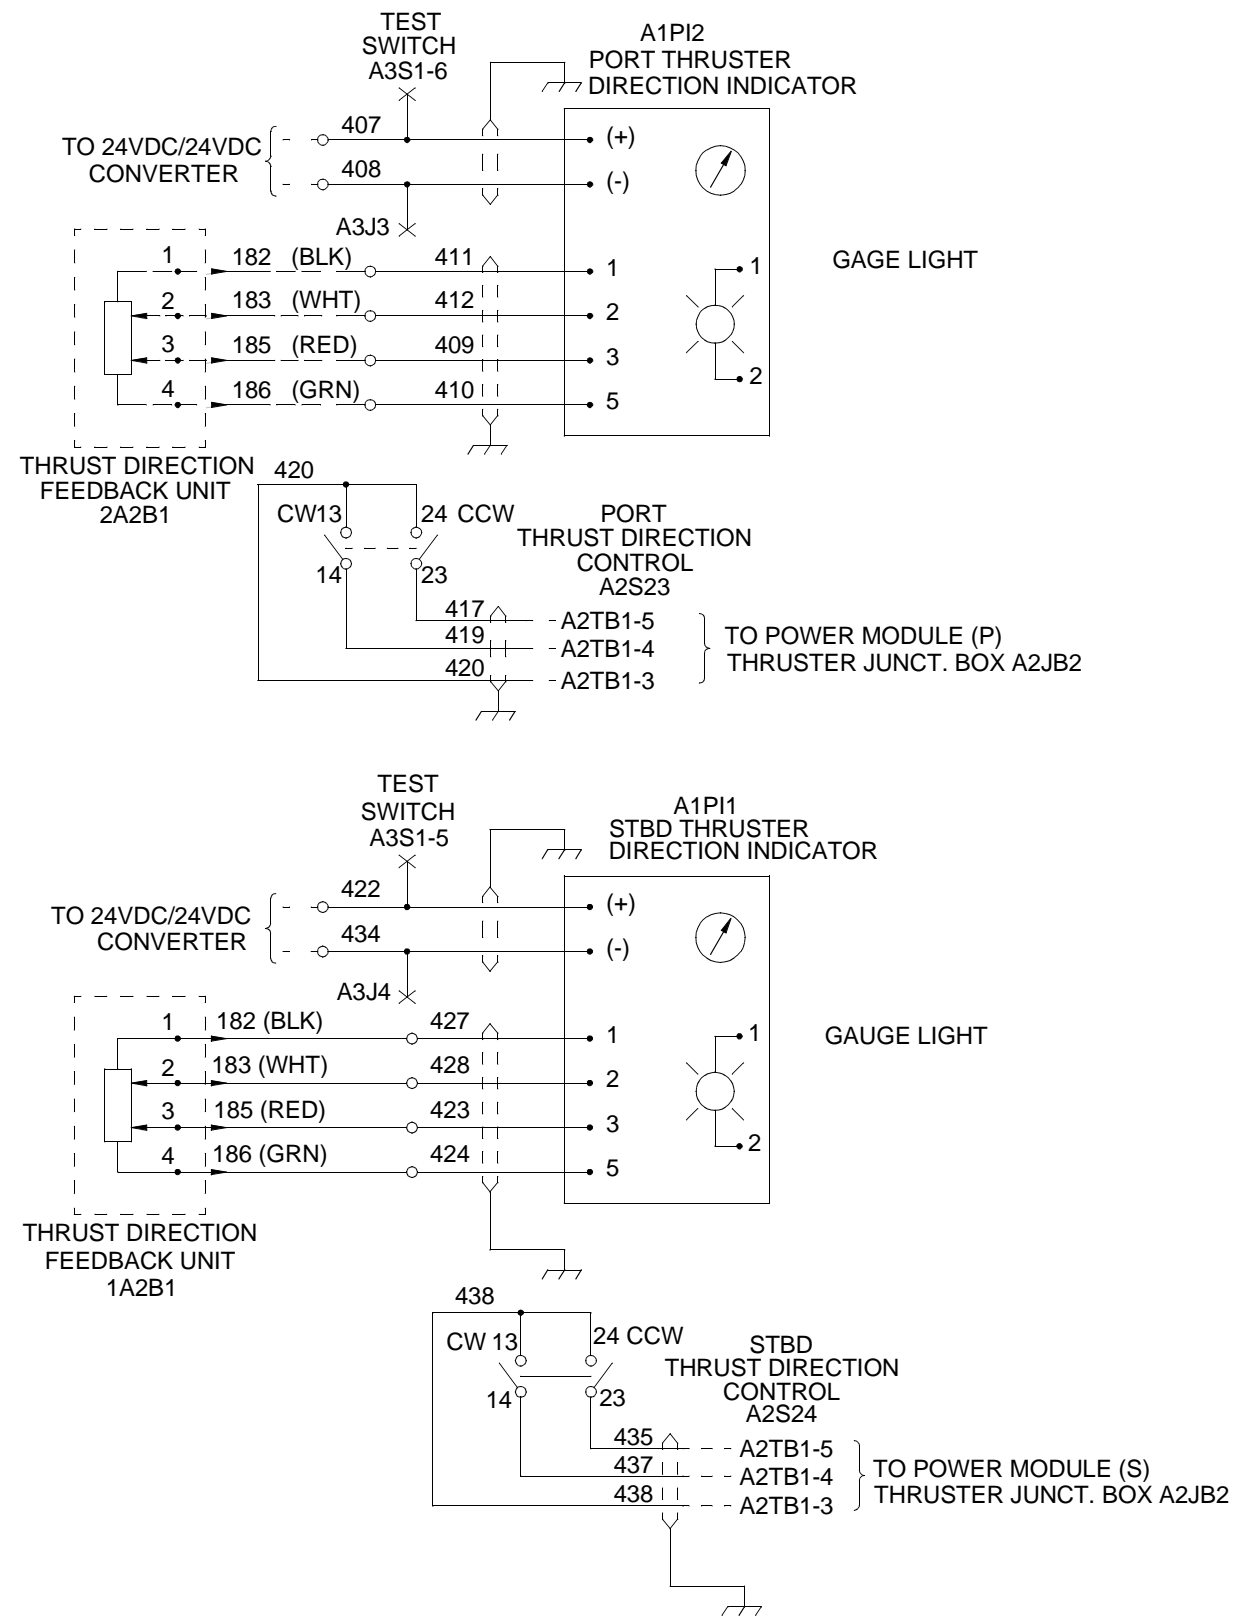 TEST
SWITCH
A3S1-6
A1PI2
PORT THRUSTER
DIRECTION INDICATOR
TO 24VDC/24VDC
CONVERTER
407
408
(+)
(-)
A3J3
1
182 (BLK)
411
1
2
183 (WHT)
412
2
3
185 (RED)
409
3
4
186 (GRN)
410
5
1
2
GAGE LIGHT
THRUST DIRECTION
FEEDBACK UNIT
2A2B1
420
CW13
24 CCW
14
23
PORT
THRUST DIRECTION
CONTROL
A2S23
417
A2TB1-5
419
A2TB1-4
420
A2TB1-3
TO POWER MODULE (P)
THRUSTER JUNCT. BOX A2JB2
TEST
SWITCH
A3S1-5
A1PI1
STBD THRUSTER
DIRECTION INDICATOR
TO 24VDC/24VDC
CONVERTER
422
434
(+)
(-)
A3J4
1
182 (BLK)
427
1
2
183 (WHT)
428
2
3
185 (RED)
423
3
4
186 (GRN)
424
5
1
2
GAUGE LIGHT
THRUST DIRECTION
FEEDBACK UNIT
1A2B1
438
CW 13
24 CCW
14
23
STBD
THRUST DIRECTION
CONTROL
A2S24
435
A2TB1-5
437
A2TB1-4
438
A2TB1-3
TO POWER MODULE (S)
THRUSTER JUNCT. BOX A2JB2